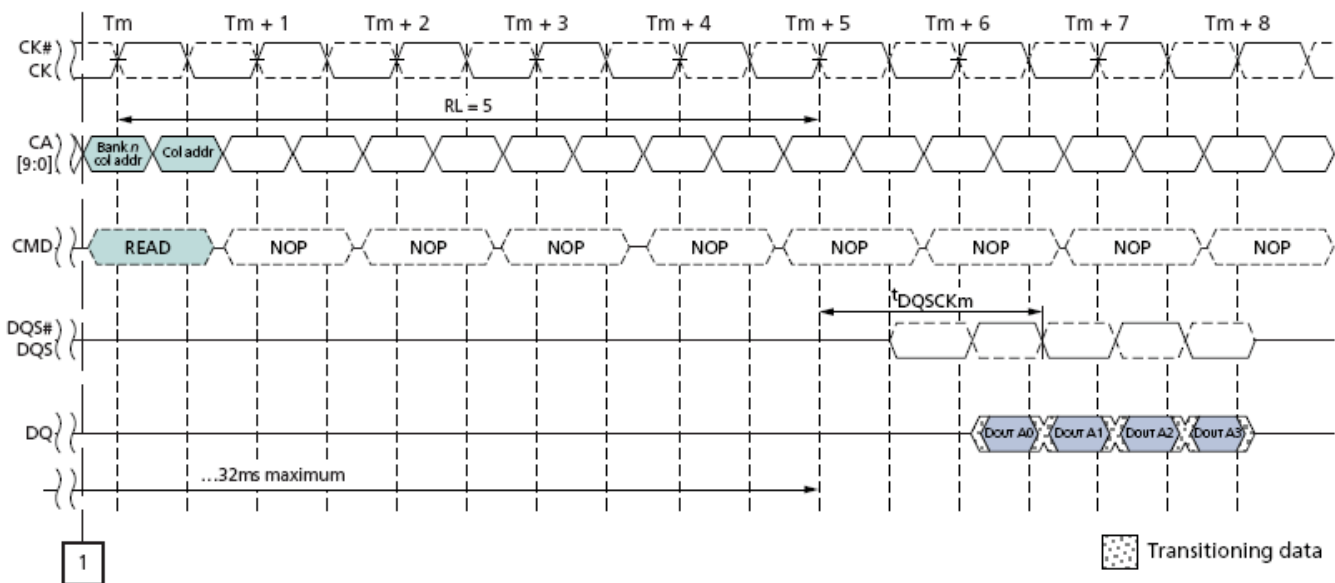 Tm Tm + 1 Tm + 2 Tm + 3 Tm + 4 Tm + 5 Tm + 6 Tm + 7 Tm + 8
CK#
CK
RL = 5
CA
[9:0]
Bank n
col addr
Col addr
CMD READ NOP NOP NOP NOP NOP NOP NOP NOP
tDQSCKm
DQS#
DQS
DQ DOUT A0 DOUT A1 DOUT A2 DOUT A3
...32ms maximum
1
Transitioning data